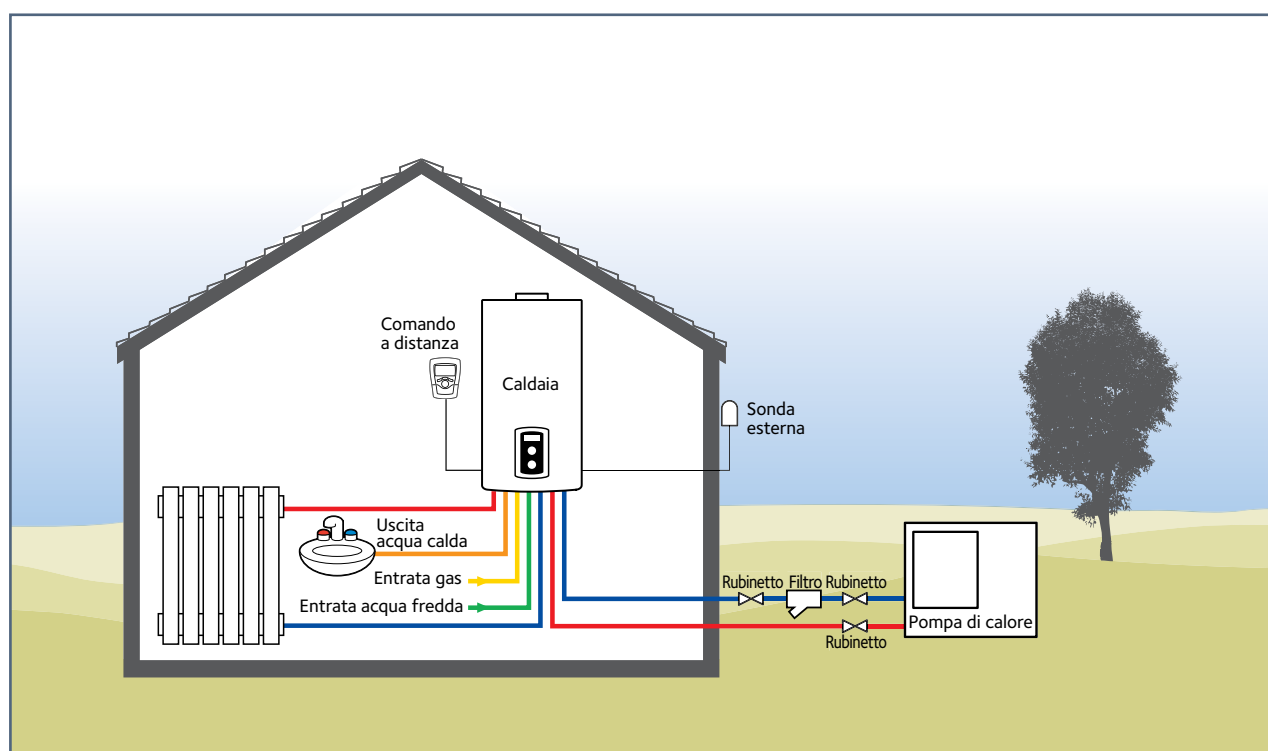 Comando
a distanza
Caldaia
Sonda
esterna
Uscita
acqua calda
Entrata gas
Entrata acqua fredda
Rubinetto
Filtro
Rubinetto
Pompa di calore
Rubinetto